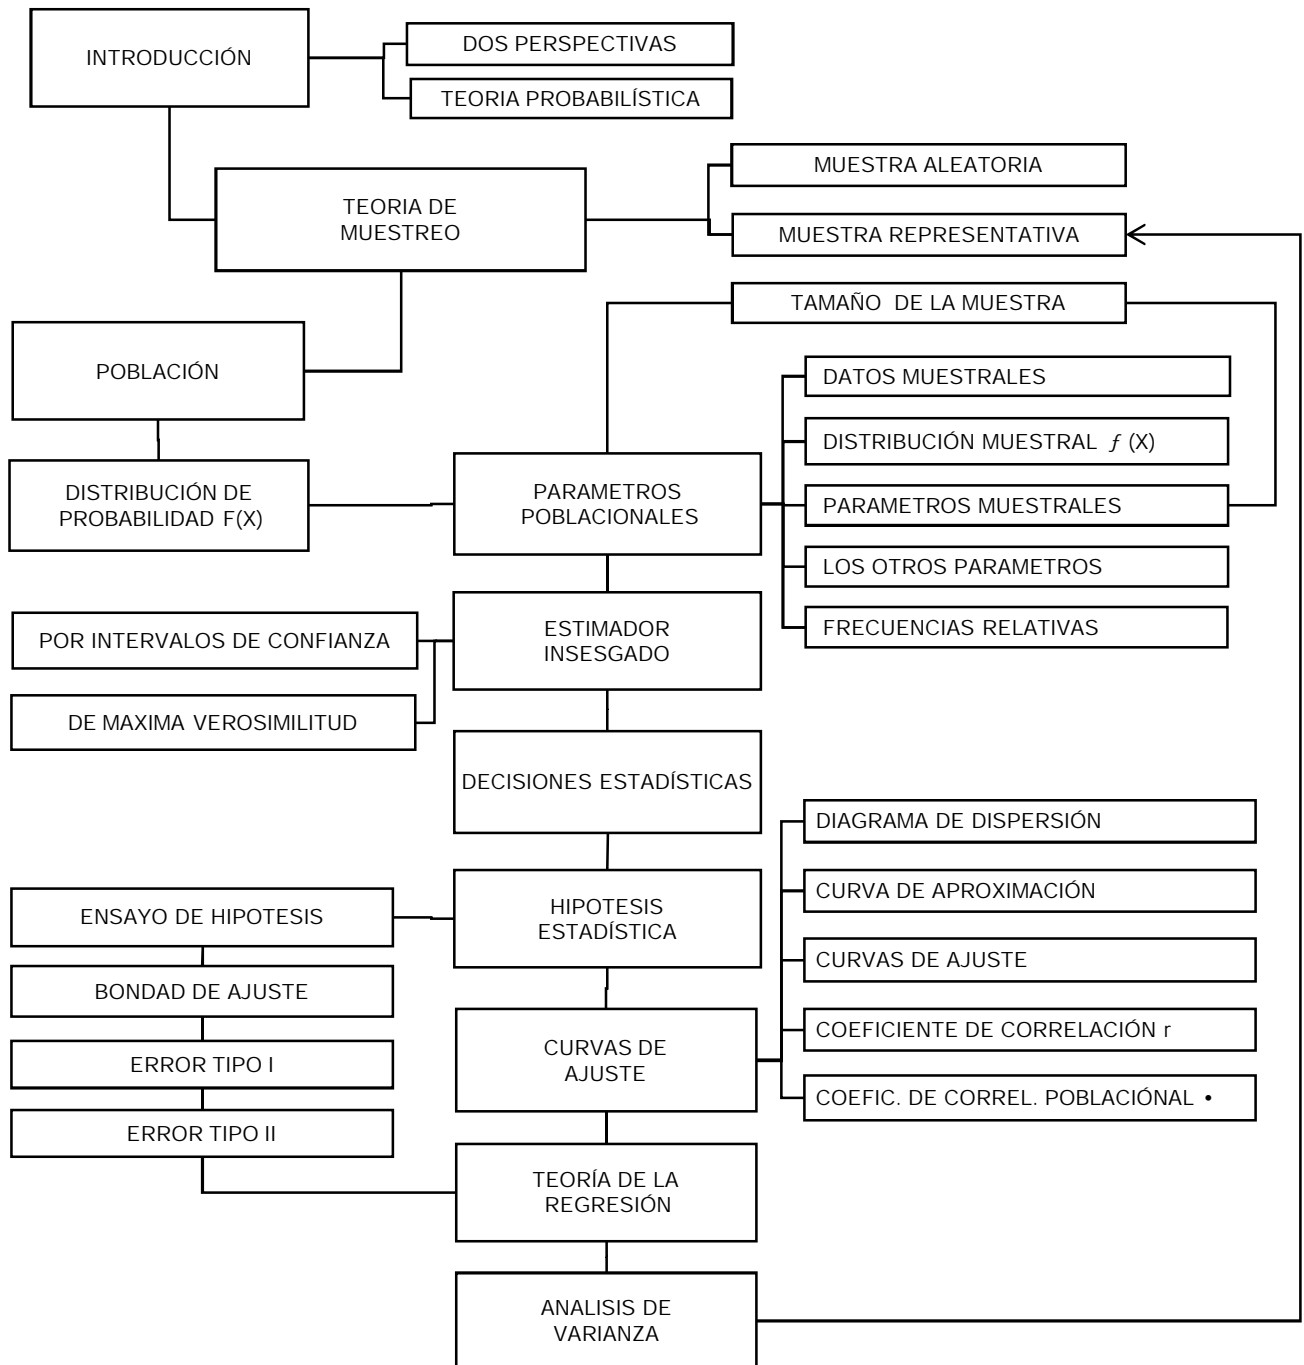 INTRODUCCIÓN
DOS PERSPECTIVAS
TEORIA PROBABILÍSTICA
TEORIA DE
MUESTREO
MUESTRA ALEATORIA
MUESTRA REPRESENTATIVA
TAMAÑO DE LA MUESTRA
POBLACIÓN
DATOS MUESTRALES
DISTRIBUCIÓN MUESTRAL ƒ (X)
PARAMETROS MUESTRALES
LOS OTROS PARAMETROS
FRECUENCIAS RELATIVAS
DISTRIBUCIÓN DE
PROBABILIDAD F(X)
PARAMETROS
POBLACIONALES
ESTIMADOR
INSESGADO
POR INTERVALOS DE CONFIANZA
DE MAXIMA VEROSIMILITUD
DECISIONES ESTADÍSTICAS
HIPOTESIS
ESTADÍSTICA
ENSAYO DE HIPOTESIS
BONDAD DE AJUSTE
ERROR TIPO I
ERROR TIPO II
DIAGRAMA DE DISPERSIÓN
CURVA DE APROXIMACIÓN
CURVAS DE AJUSTE
COEFICIENTE DE CORRELACIÓN r
COEFIC. DE CORREL. POBLACIÓNAL •
CURVAS DE
AJUSTE
TEORÍA DE LA
REGRESIÓN
ANALISIS DE
VARIANZA